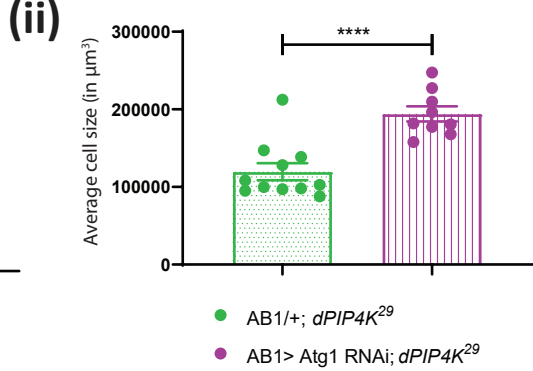 (ii)
Average cell size (in µm³)
300000
200000
100000
0
****
AB1/+; dPIP4K²⁹
AB1> Atg1 RNAi; dPIP4K²⁹